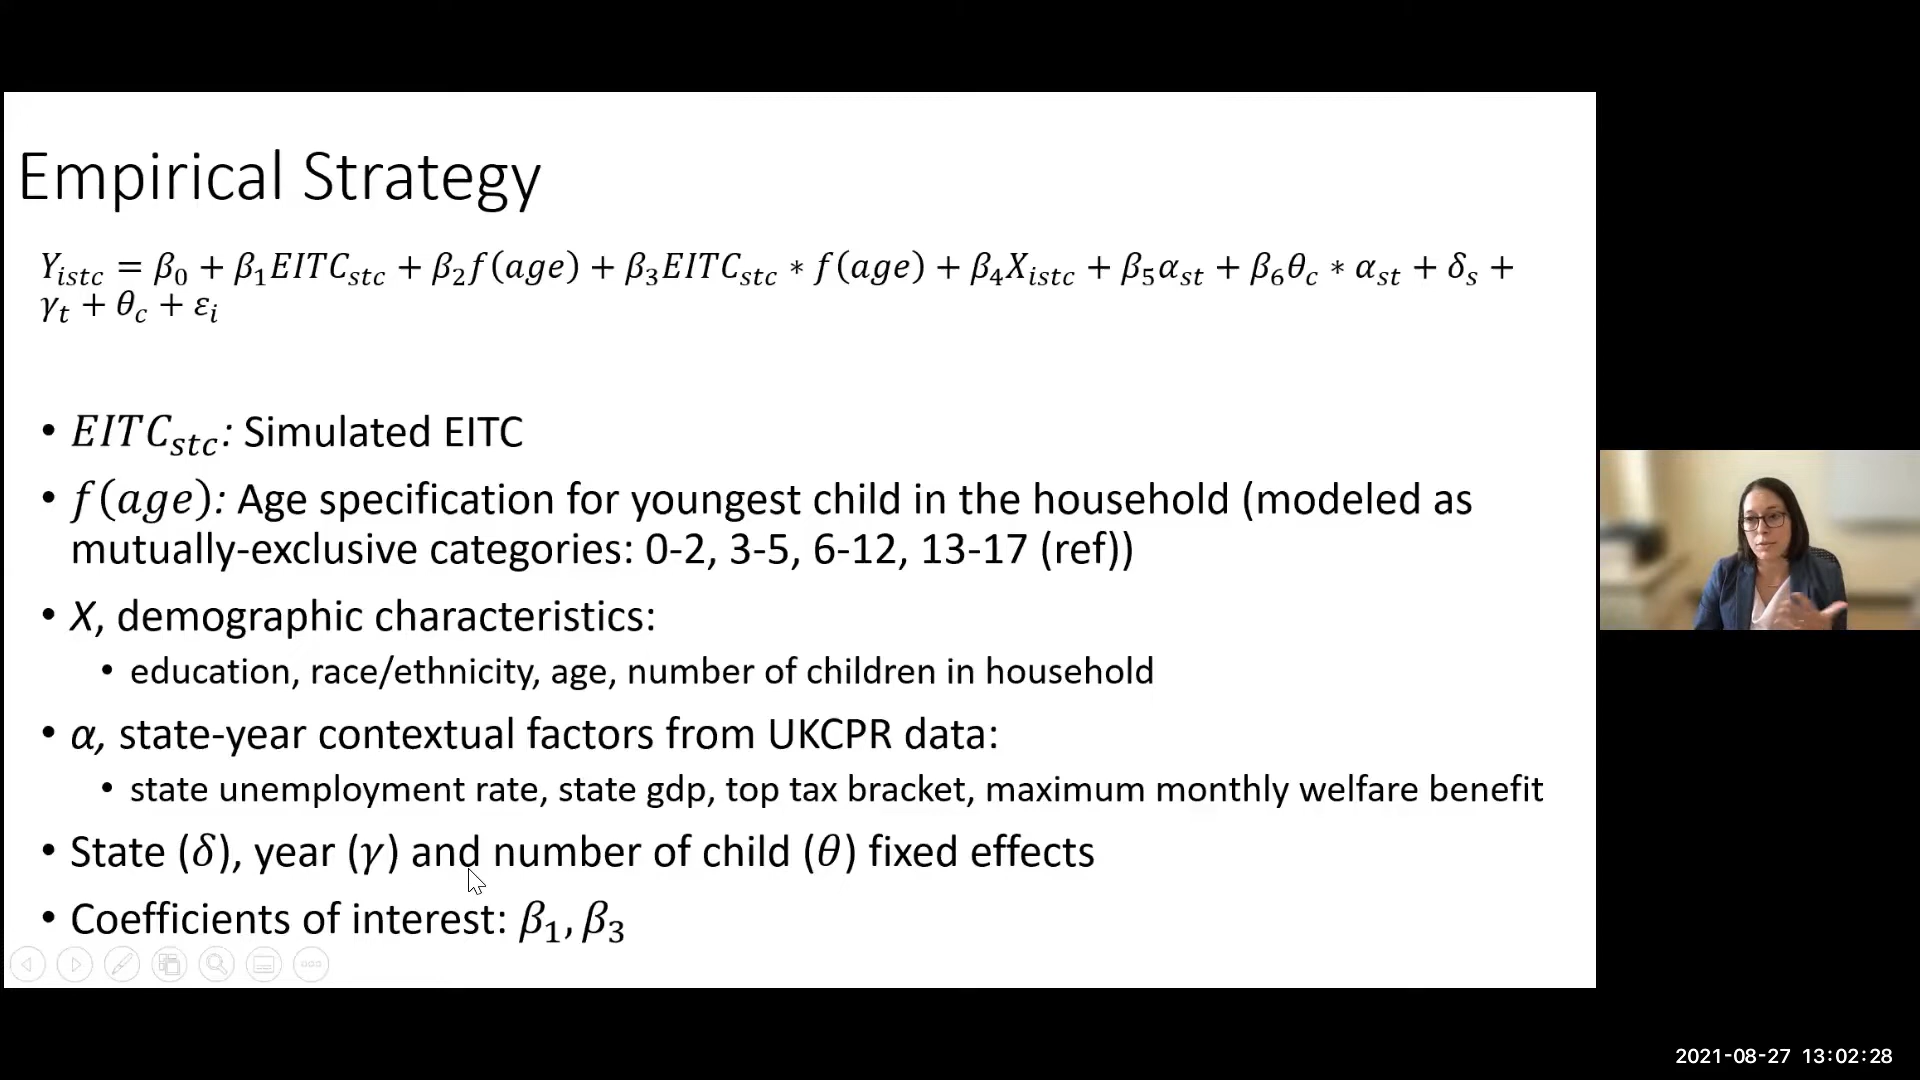 Empirical Strategy
Y_istc = β_0 + β_1EITC_stc + β_2f(age) + β_3EITC_stc * f(age) + β_4X_istc + β_5α_st + β_6θ_c * α_st + δ_s +
γ_t + θ_c + ε_i
• EITC_stc: Simulated EITC
• f(age): Age specification for youngest child in the household (modeled as
mutually-exclusive categories: 0-2, 3-5, 6-12, 13-17 (ref))
• X, demographic characteristics:
• education, race/ethnicity, age, number of children in household
• α, state-year contextual factors from UKCPR data:
• state unemployment rate, state gdp, top tax bracket, maximum monthly welfare benefit
• State (δ), year (γ) and number of child (θ) fixed effects
• Coefficients of interest: β_1, β_3
2021-08-27 13:02:28